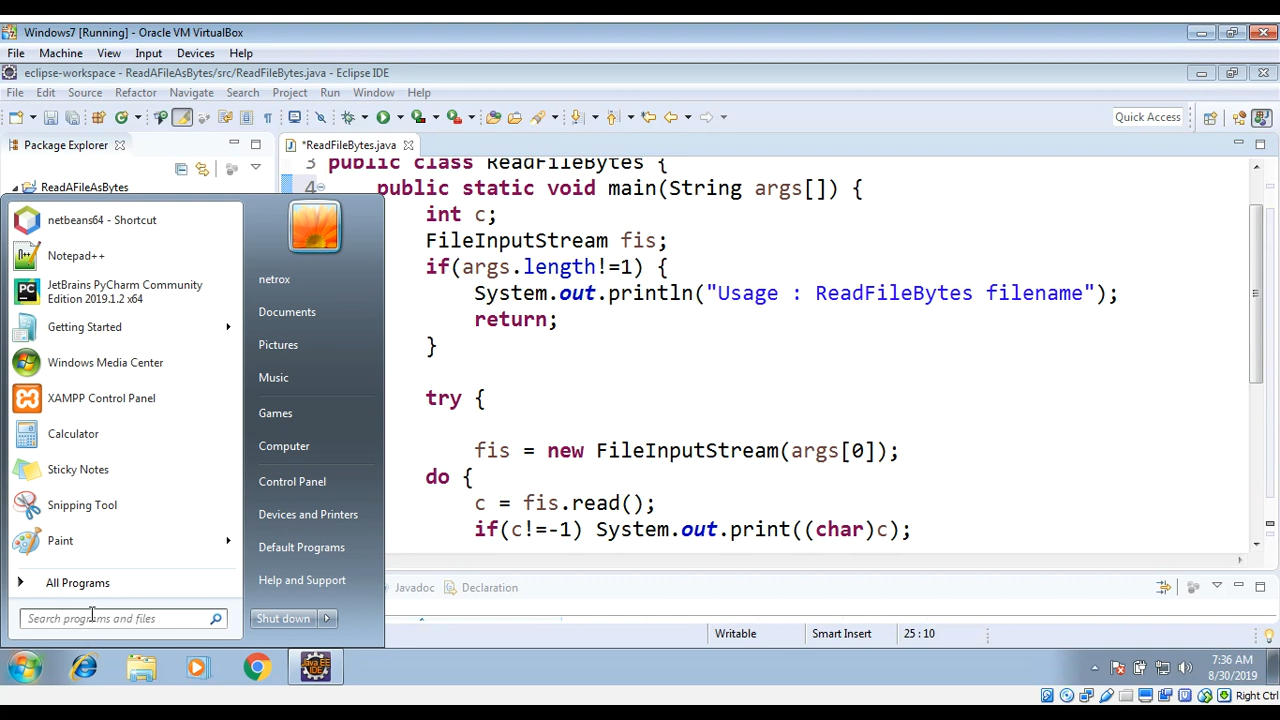 Windows7 [Running] - Oracle VM VirtualBox
File Machine View Input Devices Help
eclipse-workspace - ReadAFileAsBytes/src/ReadFileBytes.java - Eclipse IDE
File Edit Source Refactor Navigate Search Project Run Window Help
Quick Access
Package Explorer
*ReadFileBytes.java
ReadAFileAsBytes
3 public class ReadFileBytes {
4 public static void main(String args[]) {
int c;
FileInputStream fis;
if(args.length!=1) {
System.out.println("Usage : ReadFileBytes filename");
return;
}
try {
fis = new FileInputStream(args[0]);
do {
c = fis.read();
if(c!=-1) System.out.print((char)c);
netbeans64 - Shortcut
Notepad++
JetBrains PyCharm Community
Edition 2019.1.2 x64
Getting Started
Windows Media Center
XAMPP Control Panel
Calculator
Sticky Notes
Snipping Tool
Paint
All Programs
Search programs and files
netrox
Documents
Pictures
Music
Games
Computer
Control Panel
Devices and Printers
Default Programs
Help and Support
Shut down
Javadoc Declaration
Writable Smart Insert 25 : 10
Java EE
IDE
7:36 AM
8/30/2019
Right Ctrl